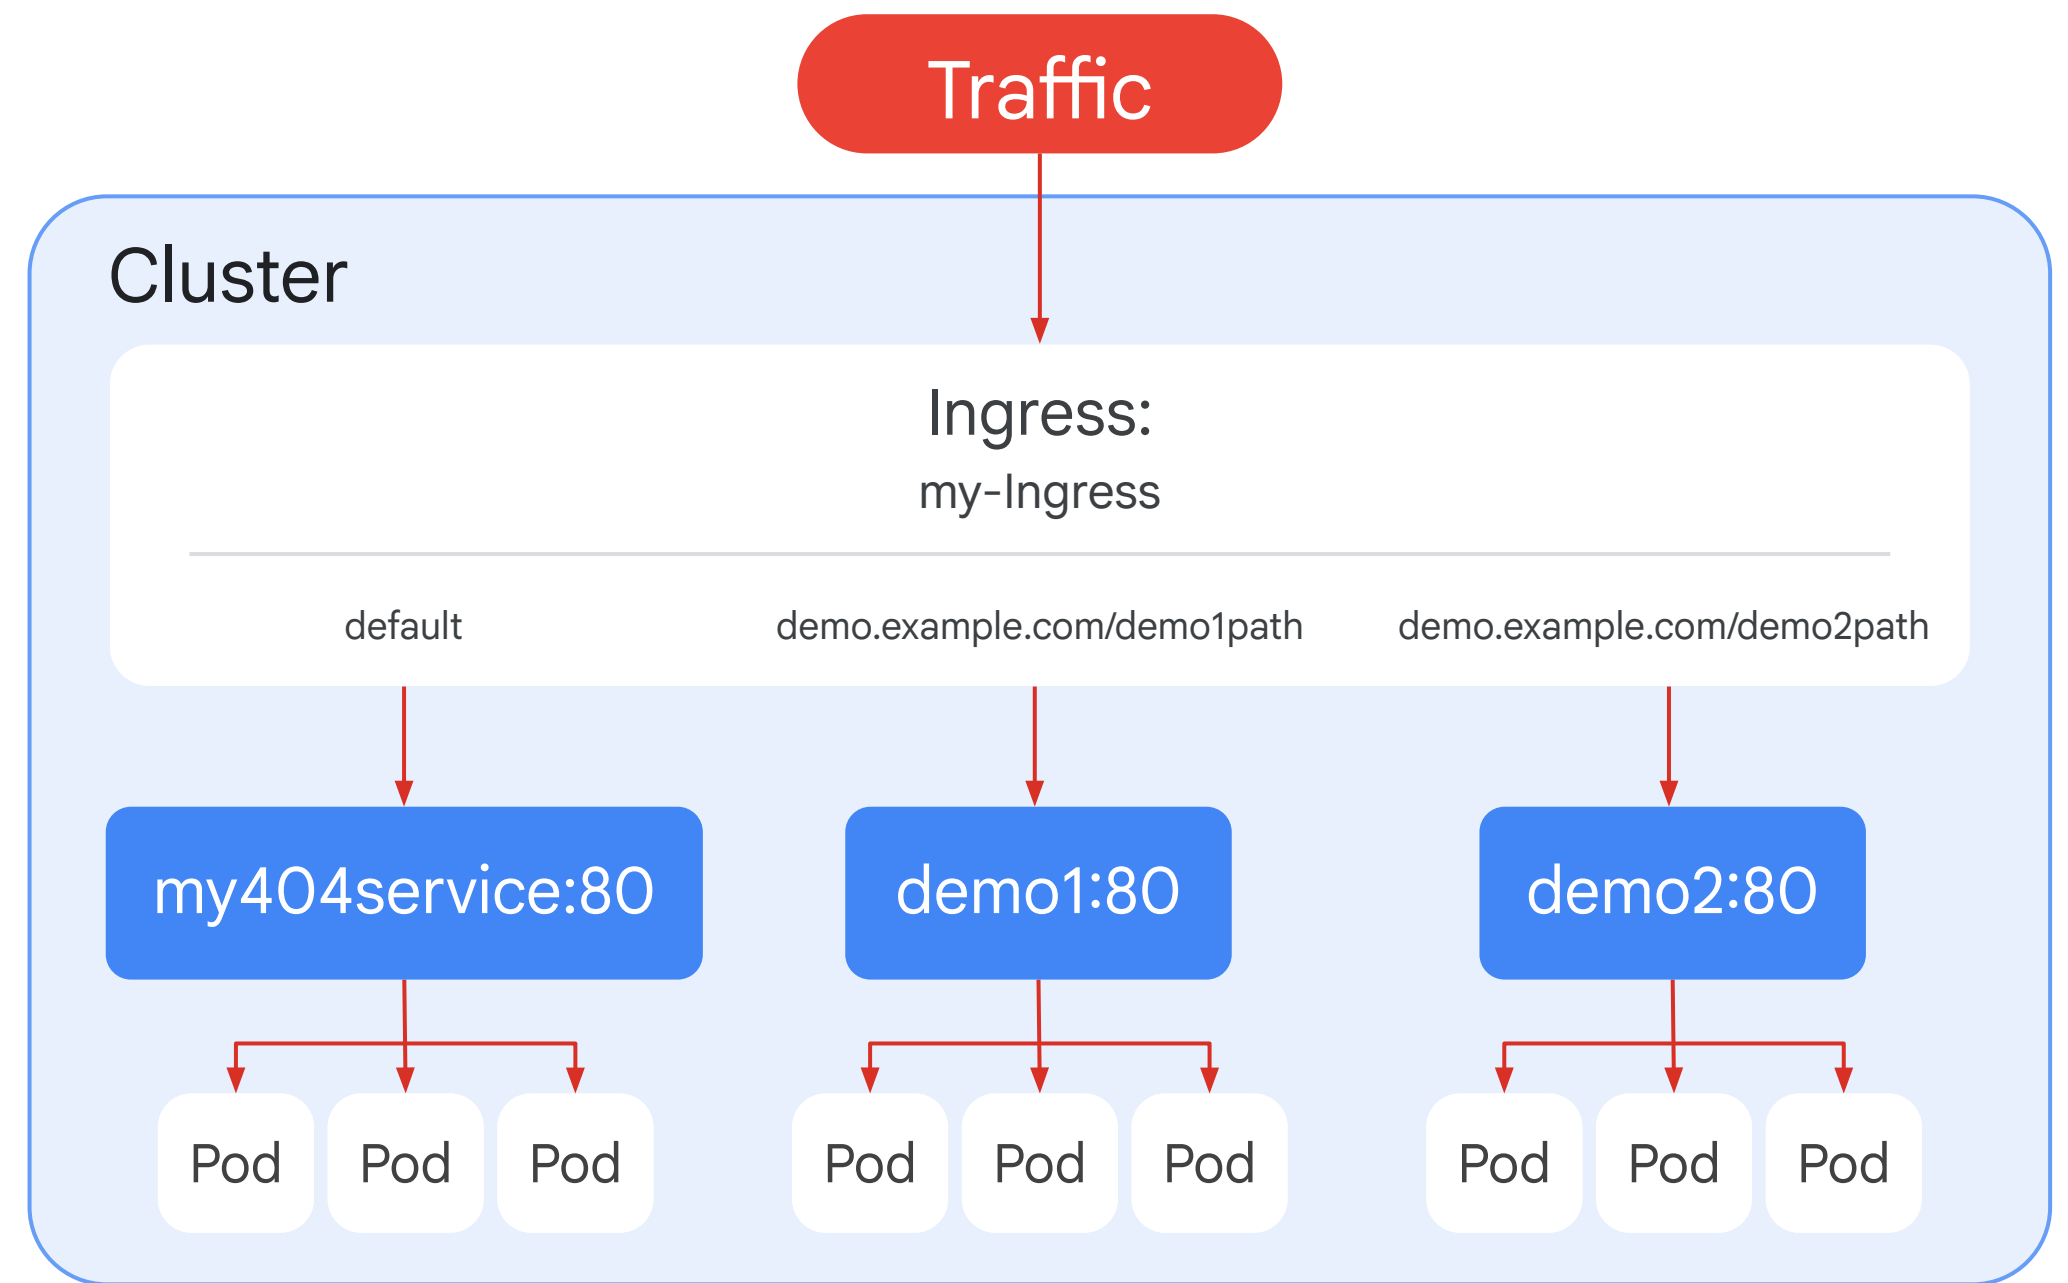 Traffic
Cluster
Ingress:
my-Ingress
default
demo.example.com/demo1path
demo.example.com/demo2path
my404service:80
demo1:80
demo2:80
Pod
Pod
Pod
Pod
Pod
Pod
Pod
Pod
Pod